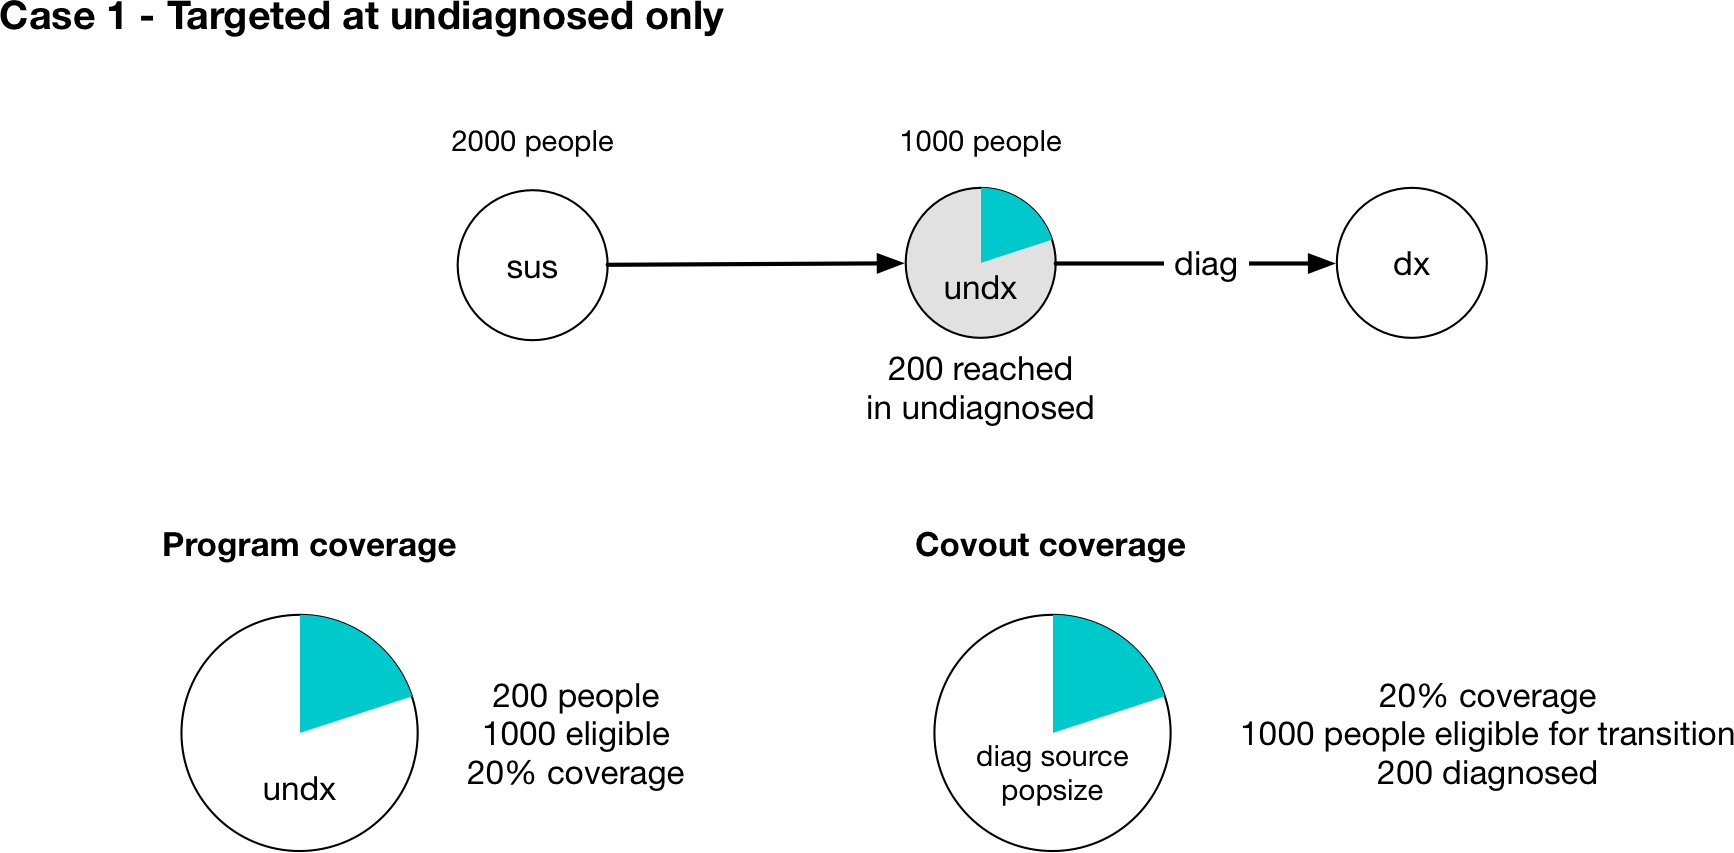 Case 1 - Targeted at undiagnosed only
2000 people
1000 people
sus
undx
diag
dx
200 reached
in undiagnosed
Program coverage
Covout coverage
undx
200 people
1000 eligible
20% coverage
diag source
popsize
20% coverage
1000 people eligible for transition
200 diagnosed